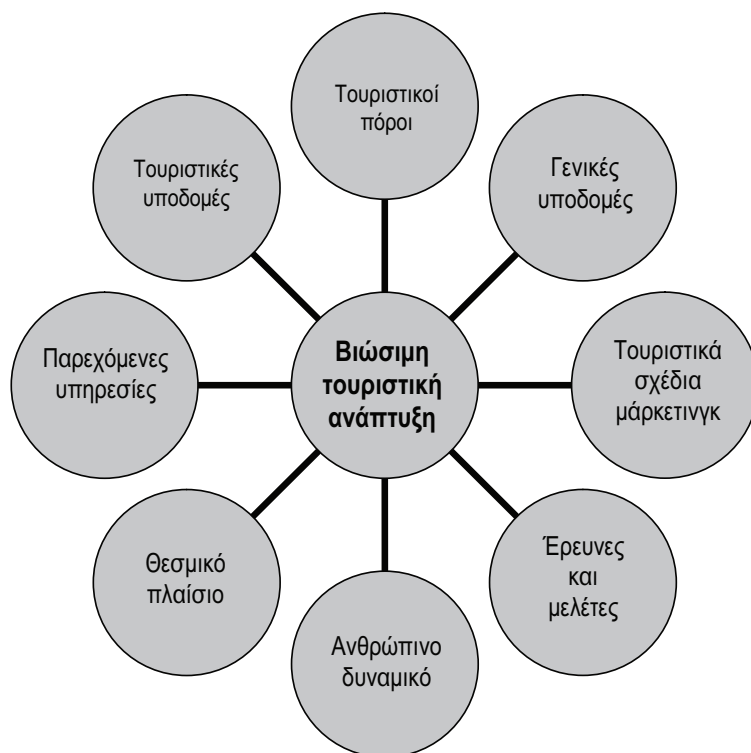 Τουριστικοί
πόροι
Γενικές
υποδομές
Τουριστικά
σχέδια
μάρκετινγκ
Έρευνες
και
μελέτες
Ανθρώπινο
δυναμικό
Θεσμικό
πλαίσιο
Παρεχόμενες
υπηρεσίες
Τουριστικές
υποδομές
Βιώσιμη
τουριστική
ανάπτυξη